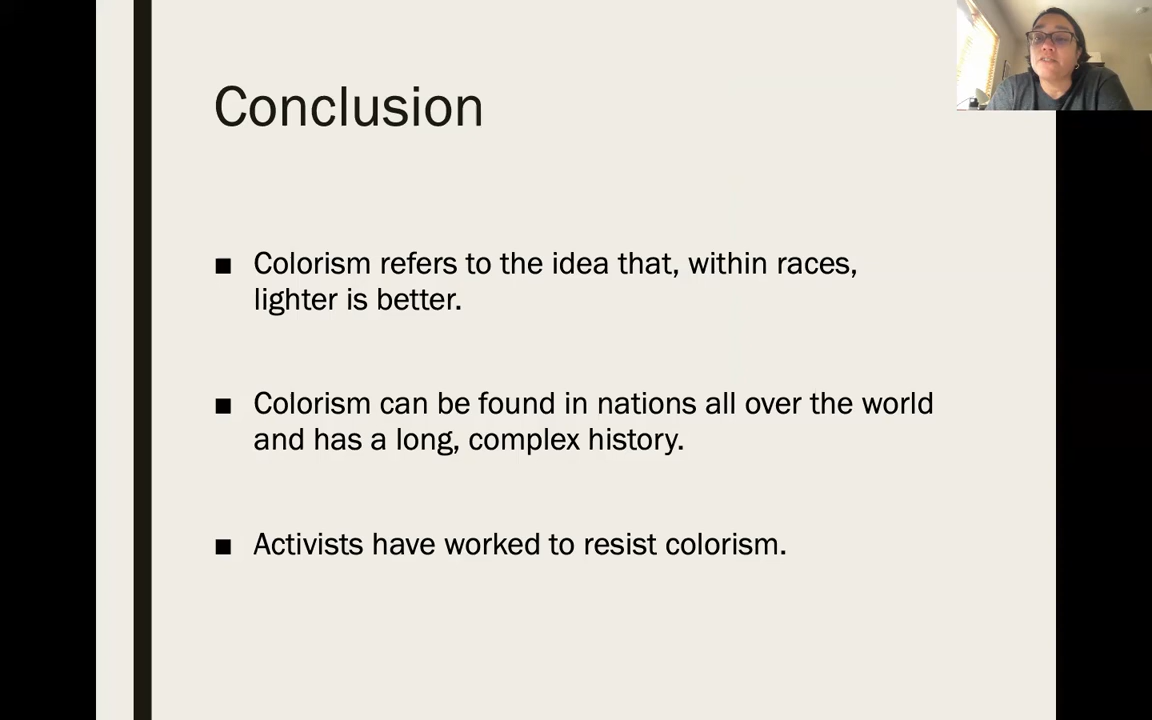 Conclusion
■ Colorism refers to the idea that, within races,
lighter is better.
■ Colorism can be found in nations all over the world
and has a long, complex history.
■ Activists have worked to resist colorism.